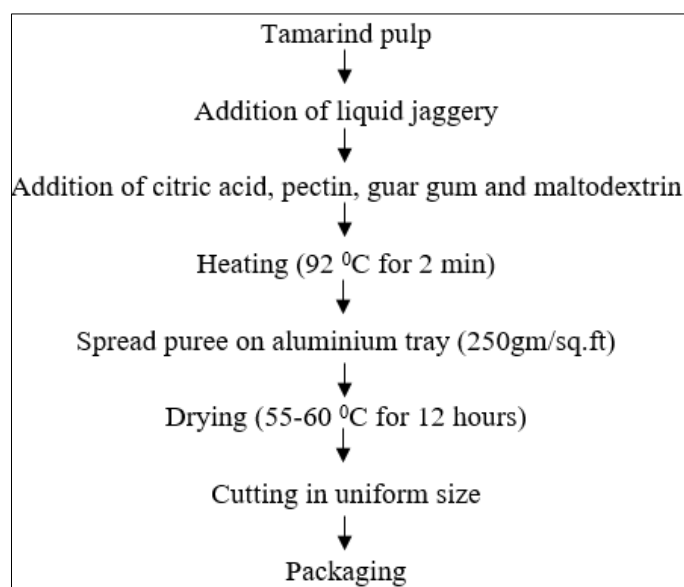 Tamarind pulp
Addition of liquid jaggery
Addition of citric acid, pectin, guar gum and maltodextrin
Heating (92 ⁰C for 2 min)
Spread puree on aluminium tray (250gm/sq.ft)
Drying (55-60 ⁰C for 12 hours)
Cutting in uniform size
Packaging